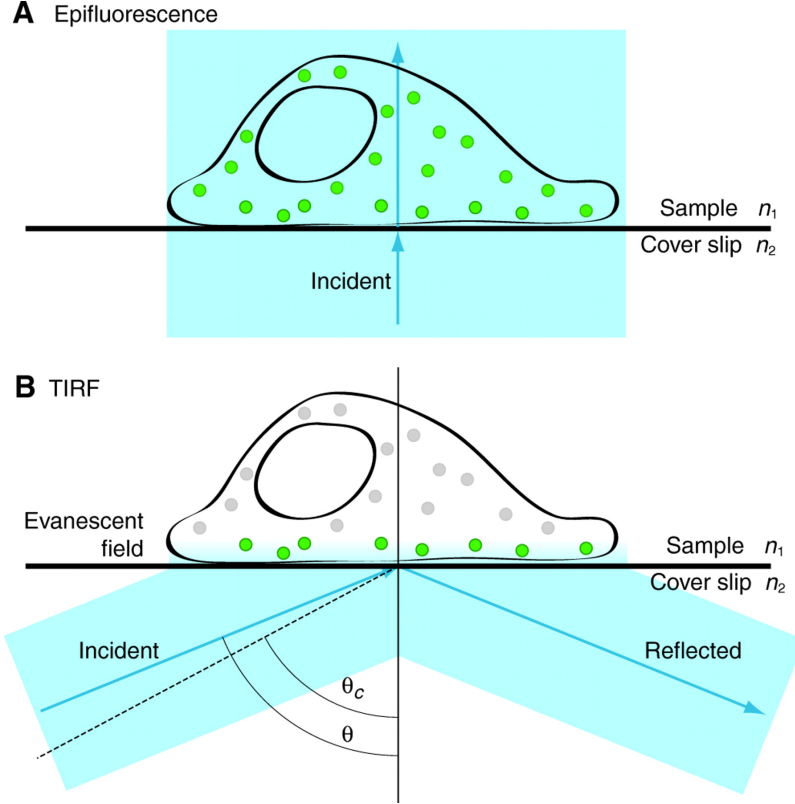 A Epifluorescence
Sample n₁
Cover slip n₂
Incident
B TIRF
Evanescent
field
Sample n₁
Cover slip n₂
Incident
Reflected
θc
θ